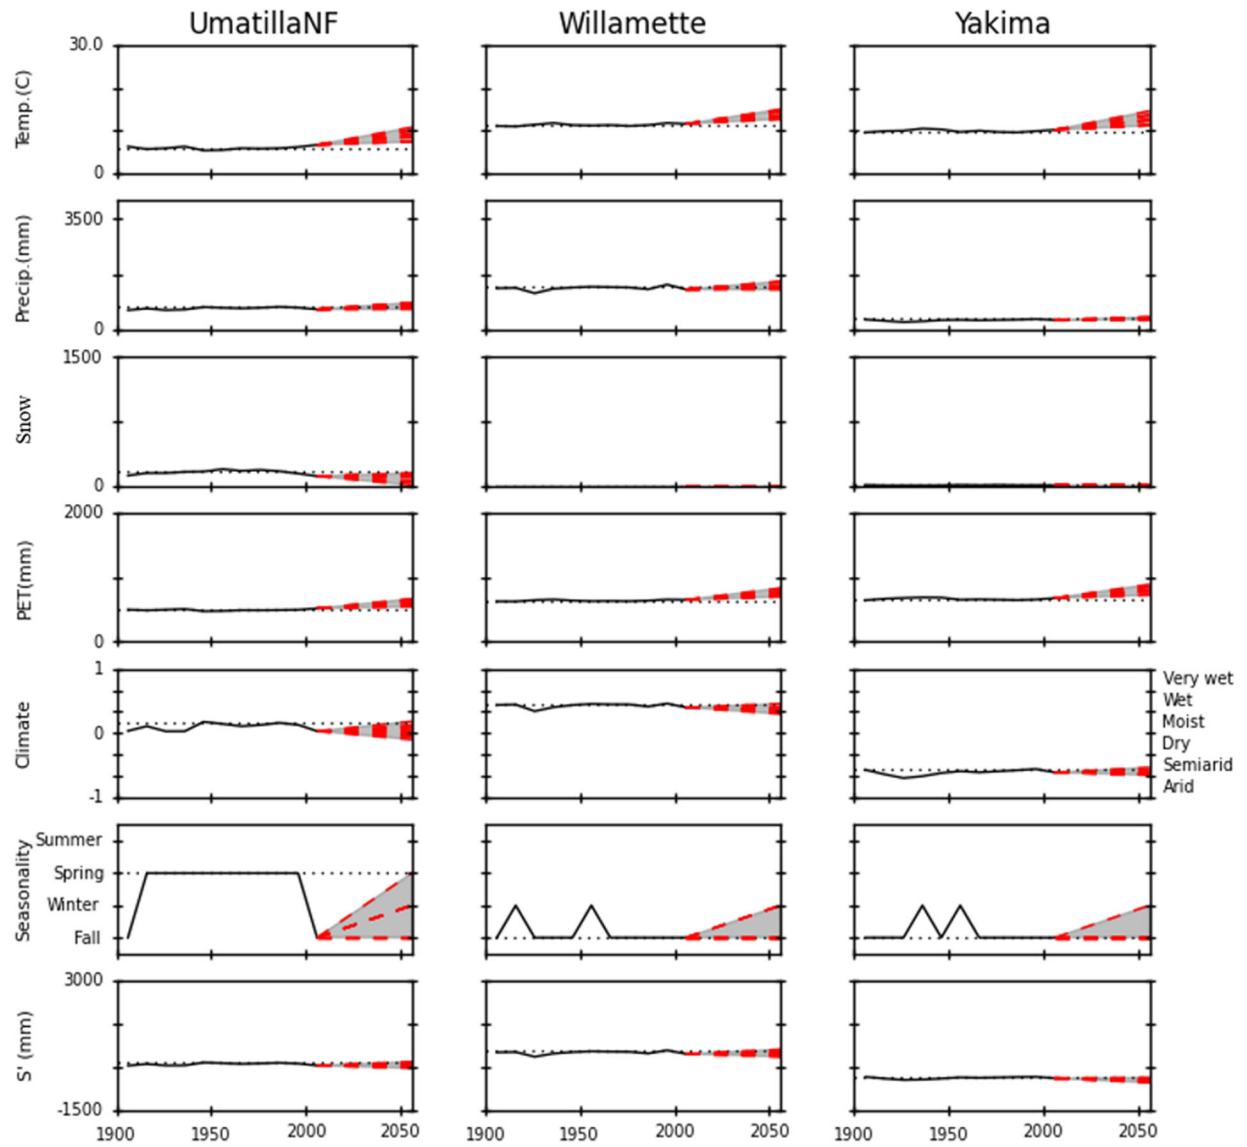 UmatillaNF Willamette Yakima
Temp.(C)
30.0
0
Precip.(mm)
3500
0
Snow
1500
0
PET(mm)
2000
0
Climate
1
0
-1
Very wet
Wet
Moist
Dry
Semiarid
Arid
Seasonality
Summer
Spring
Winter
Fall
S' (mm)
3000
-1500
1900 1950 2000 2050 1900 1950 2000 2050 1900 1950 2000 2050